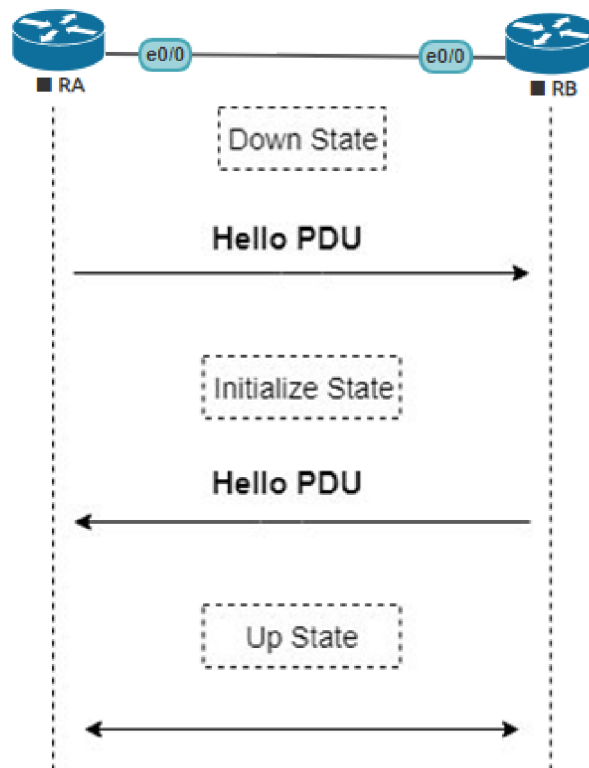 e0/0
e0/0
RA
RB
Down State
Hello PDU
Initialize State
Hello PDU
Up State